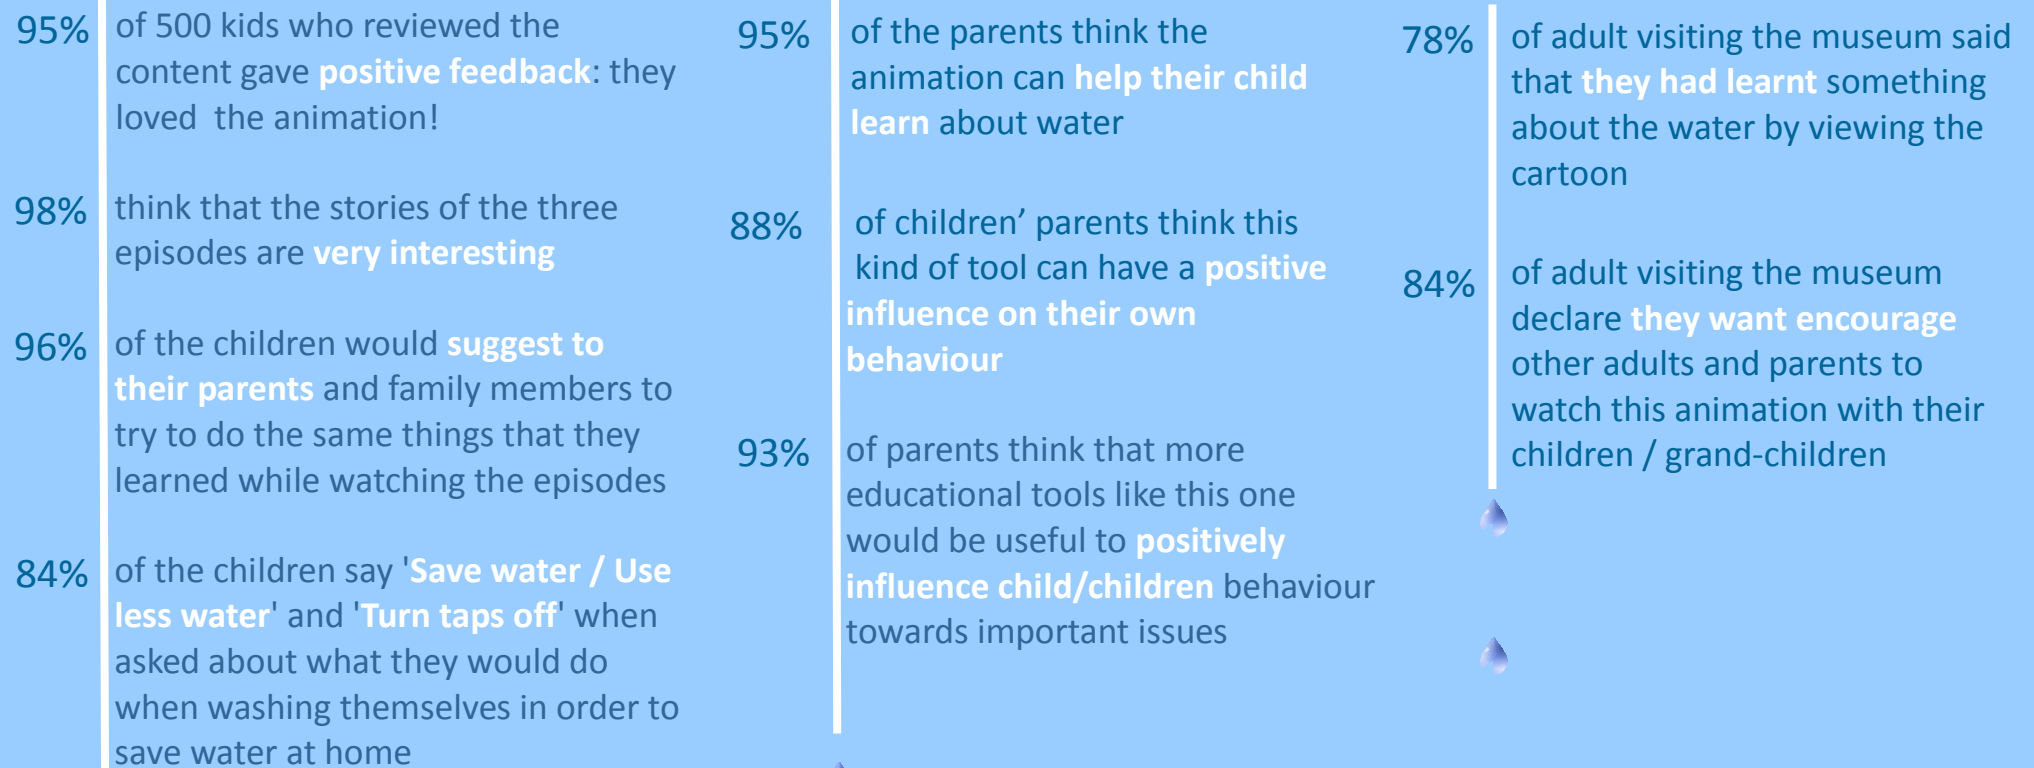 95%
of 500 kids who reviewed the
content gave positive feedback: they
loved the animation!
98%
think that the stories of the three
episodes are very interesting
96%
of the children would suggest to
their parents and family members to
try to do the same things that they
learned while watching the episodes
84%
of the children say 'Save water / Use
less water' and 'Turn taps off' when
asked about what they would do
when washing themselves in order to
save water at home
95%
of the parents think the
animation can help their child
learn about water
88%
of children’ parents think this
kind of tool can have a positive
influence on their own
behaviour
93%
of parents think that more
educational tools like this one
would be useful to positively
influence child/children behaviour
towards important issues
78%
of adult visiting the museum said
that they had learnt something
about the water by viewing the
cartoon
84%
of adult visiting the museum
declare they want encourage
other adults and parents to
watch this animation with their
children / grand-children